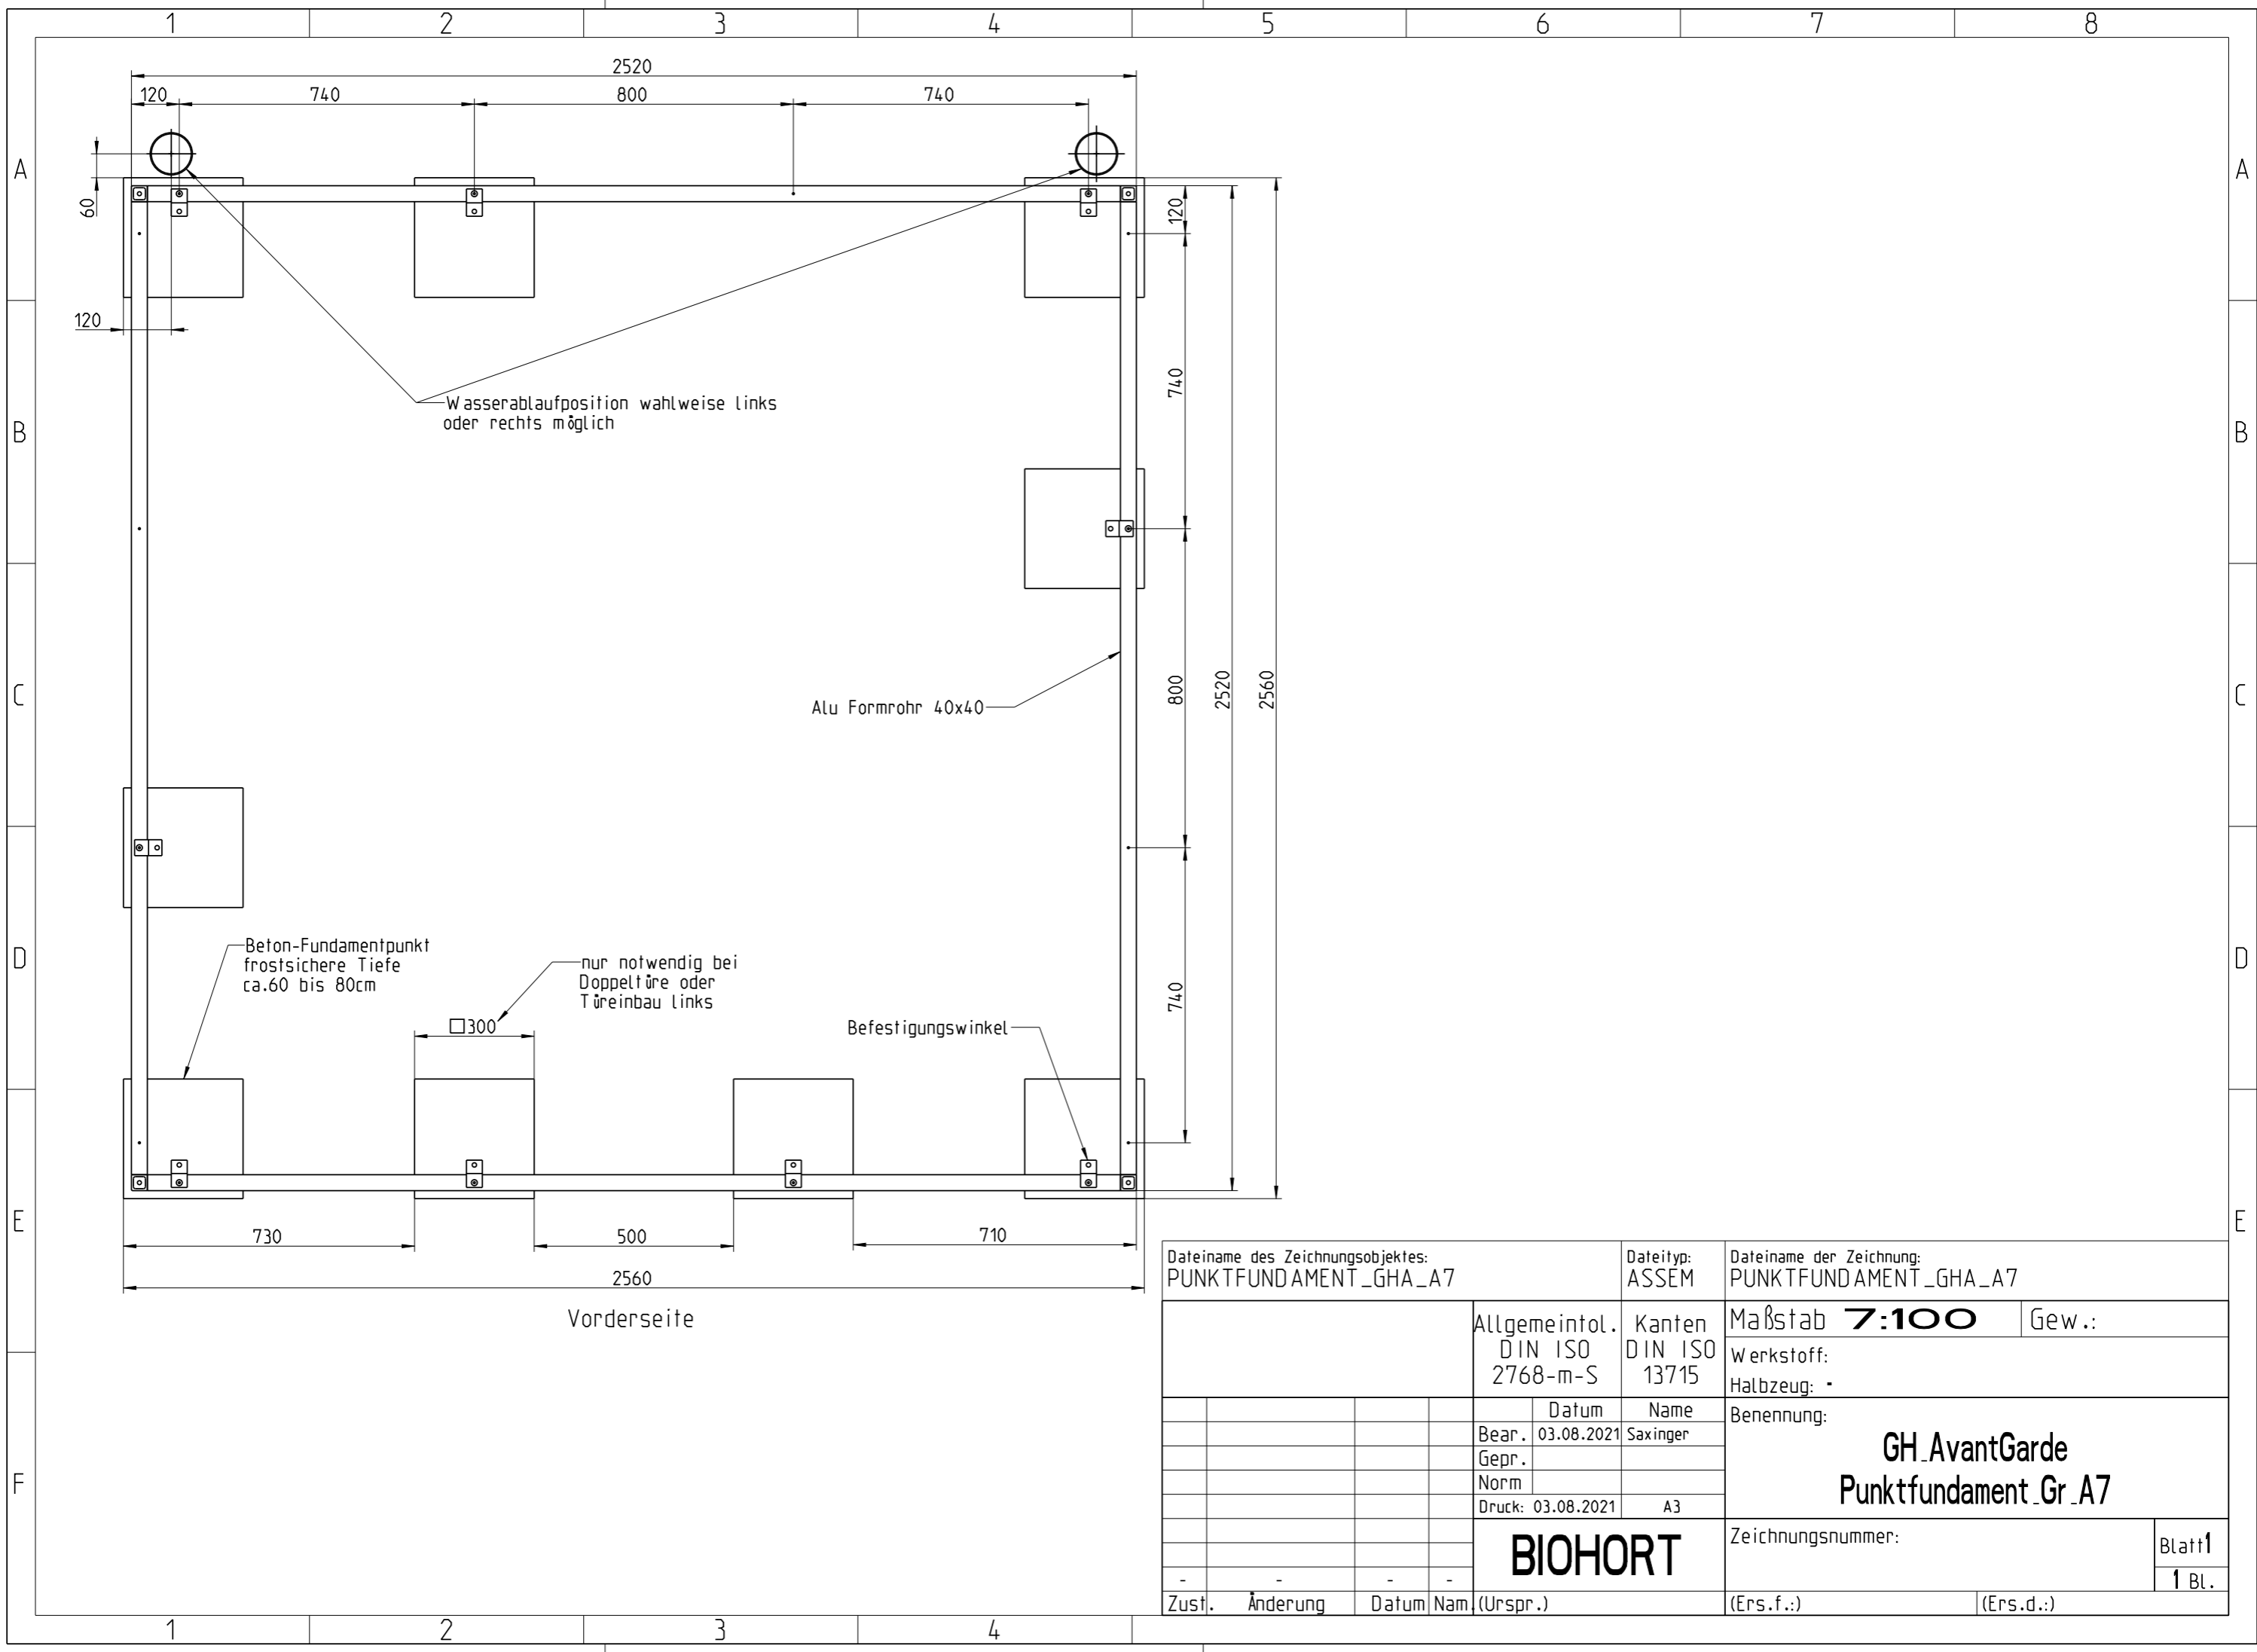 1 2 3 4 5 6 7 8
2520
120 740 800 740
A A
60
120
120
740
Wasserablaufposition wahlweise links
oder rechts möglich
B B
Alu Formrohr 40x40
800 2520 2560
C C
Beton-Fundamentpunkt
frostsichere Tiefe
ca.60 bis 80cm
nur notwendig bei
Doppeltüre oder
Türeinbau links
D D
740
□300
Befestigungswinkel
E E
730 500 710
2560
Vorderseite
Dateiname des Zeichnungsobjektes:
PUNKTFUNDAMENT_GHA_A7
Dateityp:
ASSEM
Dateiname der Zeichnung:
PUNKTFUNDAMENT_GHA_A7
Allgemeintol.
DIN ISO
2768-m-S
Kanten
DIN ISO
13715
Maßstab 7:100 Gew.:
Werkstoff:
Halbzeug: -
Datum Name
Bear. 03.08.2021 Saxinger
Gepr.
Norm
Druck: 03.08.2021 A3
Benennung:
GH_AvantGarde
Punktfundament_Gr_A7
F
BIOHORT
Zeichnungsnummer:
Blatt1
1 Bl.
- - - -
Zust. Änderung Datum Nam. (Urspr.) (Ers.f.:) (Ers.d.:)
1 2 3 4